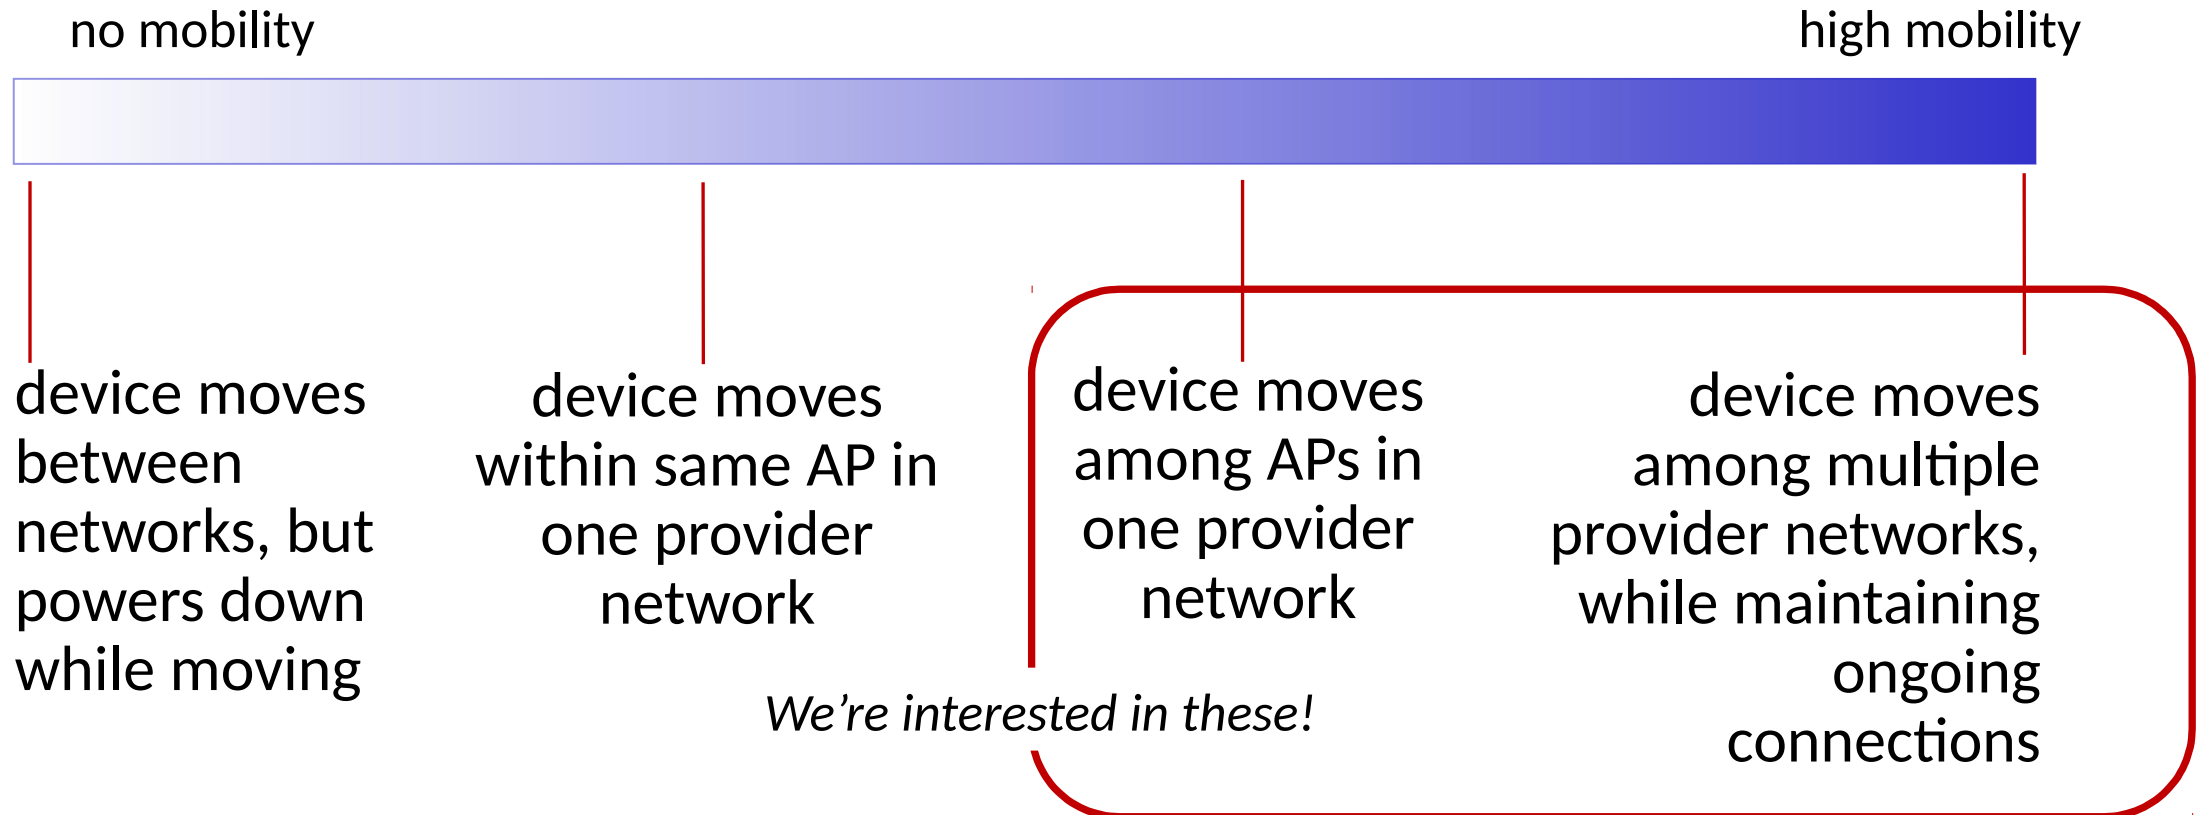 no mobility
high mobility
device moves
between
networks, but
powers down
while moving
device moves
within same AP in
one provider
network
device moves
among APs in
one provider
network
device moves
among multiple
provider networks,
while maintaining
ongoing
connections
We’re interested in these!